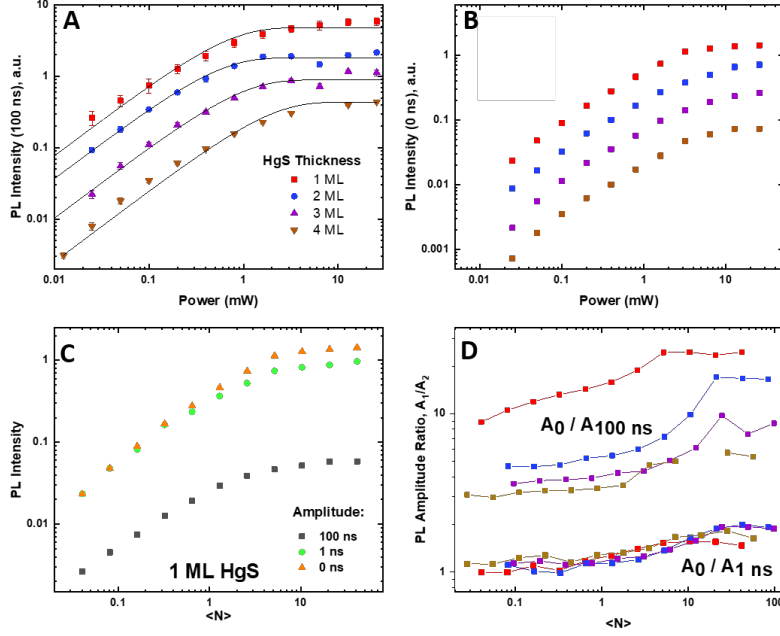 A
PL Intensity (100 ns), a.u.
10
1
0.1
0.01
HgS Thickness
1 ML
2 ML
3 ML
4 ML
0.01
0.1
1
10
Power (mW)
B
PL Intensity (0 ns), a.u.
10
1
0.1
0.01
0.001
0.01
0.1
1
10
Power (mW)
C
PL Intensity
1
0.1
0.01
Amplitude:
100 ns
1 ns
0 ns
1 ML HgS
0.1
1
10
<N>
D
PL Amplitude Ratio, A1/A2
10
1
A0 / A100 ns
A0 / A1 ns
0.1
1
10
100
<N>